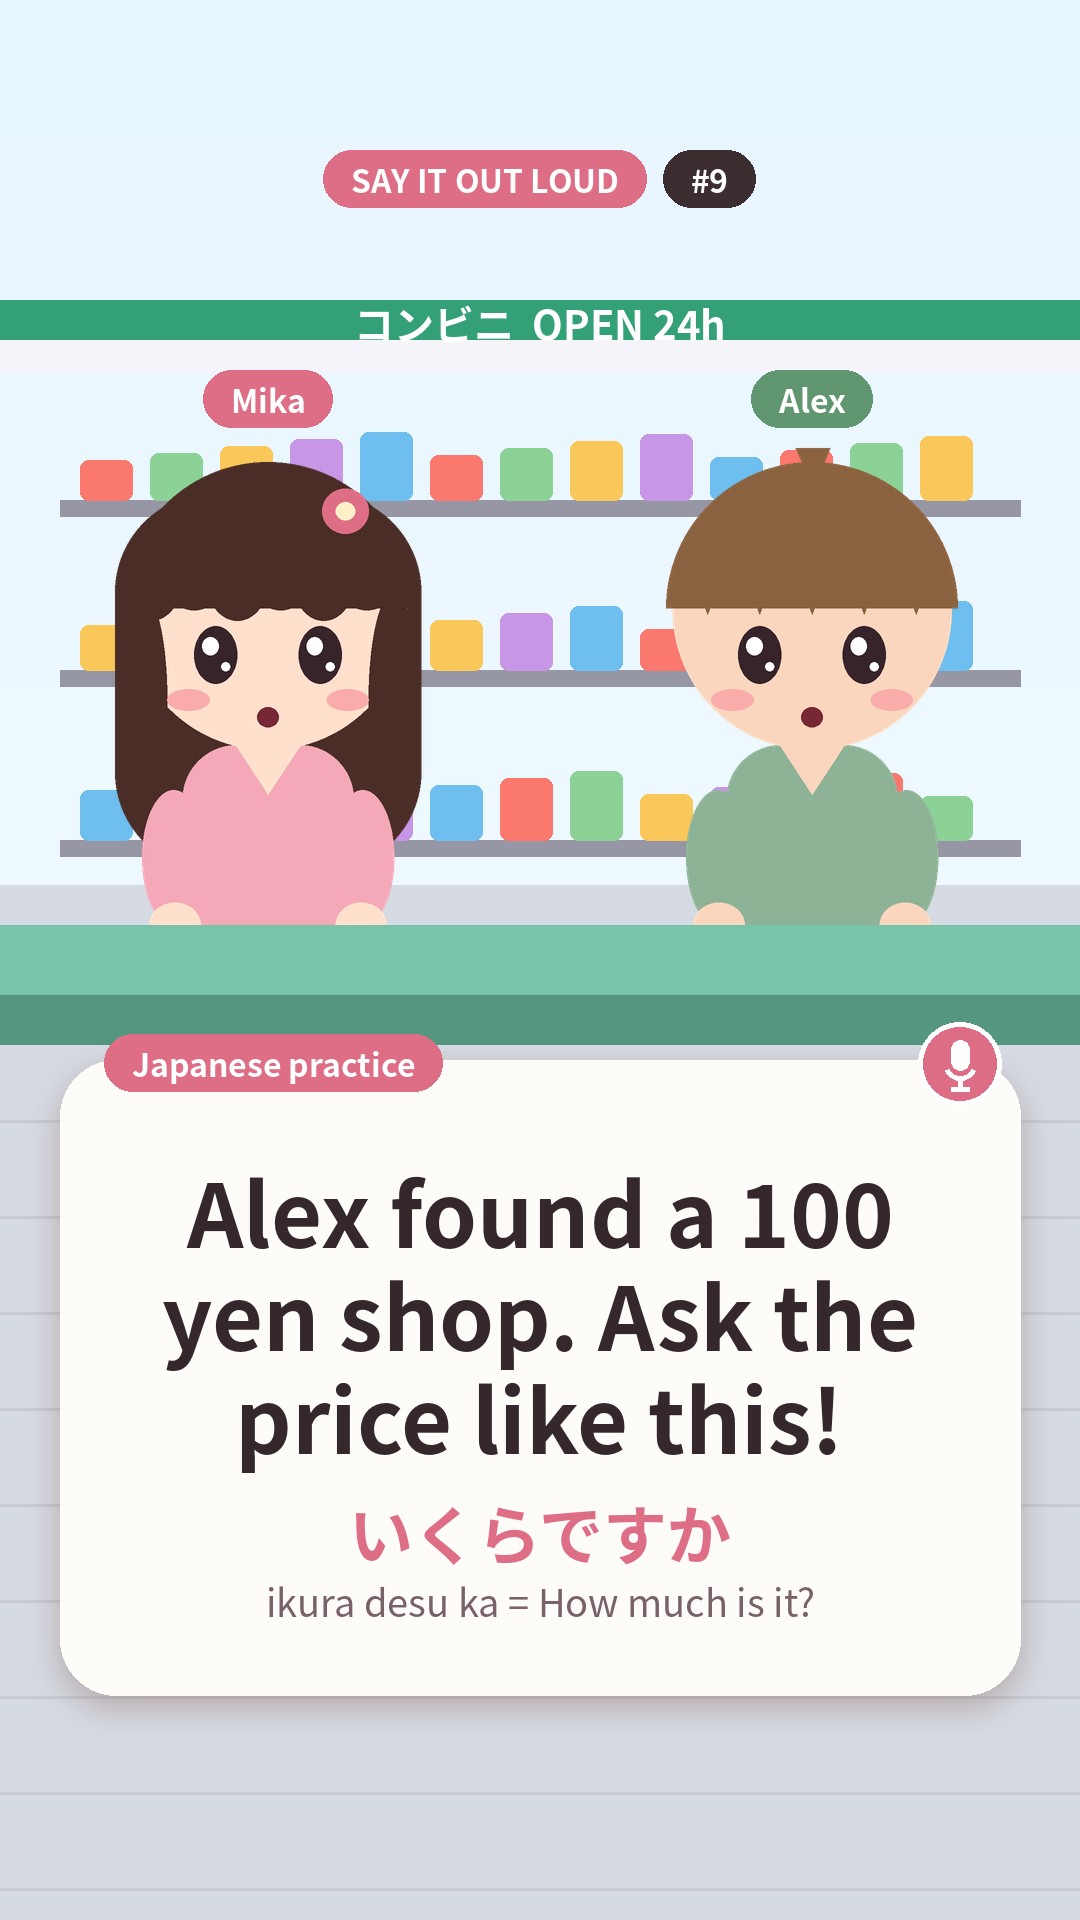 SAY IT OUT LOUD #9
コンビニ OPEN 24h
Mika Alex
Japanese practice
Alex found a 100
yen shop. Ask the
price like this!
いくらですか
ikura desu ka = How much is it?